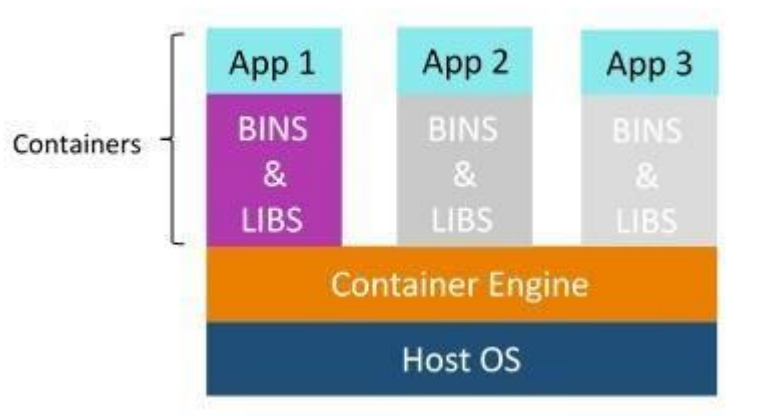 Containers
App 1
BINS
&
LIBS
App 2
BINS
&
LIBS
App 3
BINS
&
LIBS
Container Engine
Host OS